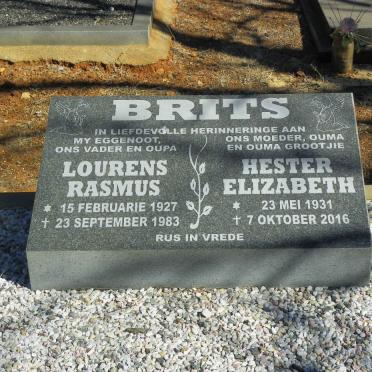 BRITS
IN LIEFDEVOLLE HERINNERINGE AAN
MY EGGENOOT,
ONS VADER EN OUPA
LOURENS
RASMUS
* 15 FEBRUARIE 1927
† 23 SEPTEMBER 1983
ONS MOEDER, OUMA
EN OUMA GROOTJIE
HESTER
ELIZABETH
* 23 MEI 1931
† 7 OKTOBER 2016
RUS IN VREDE